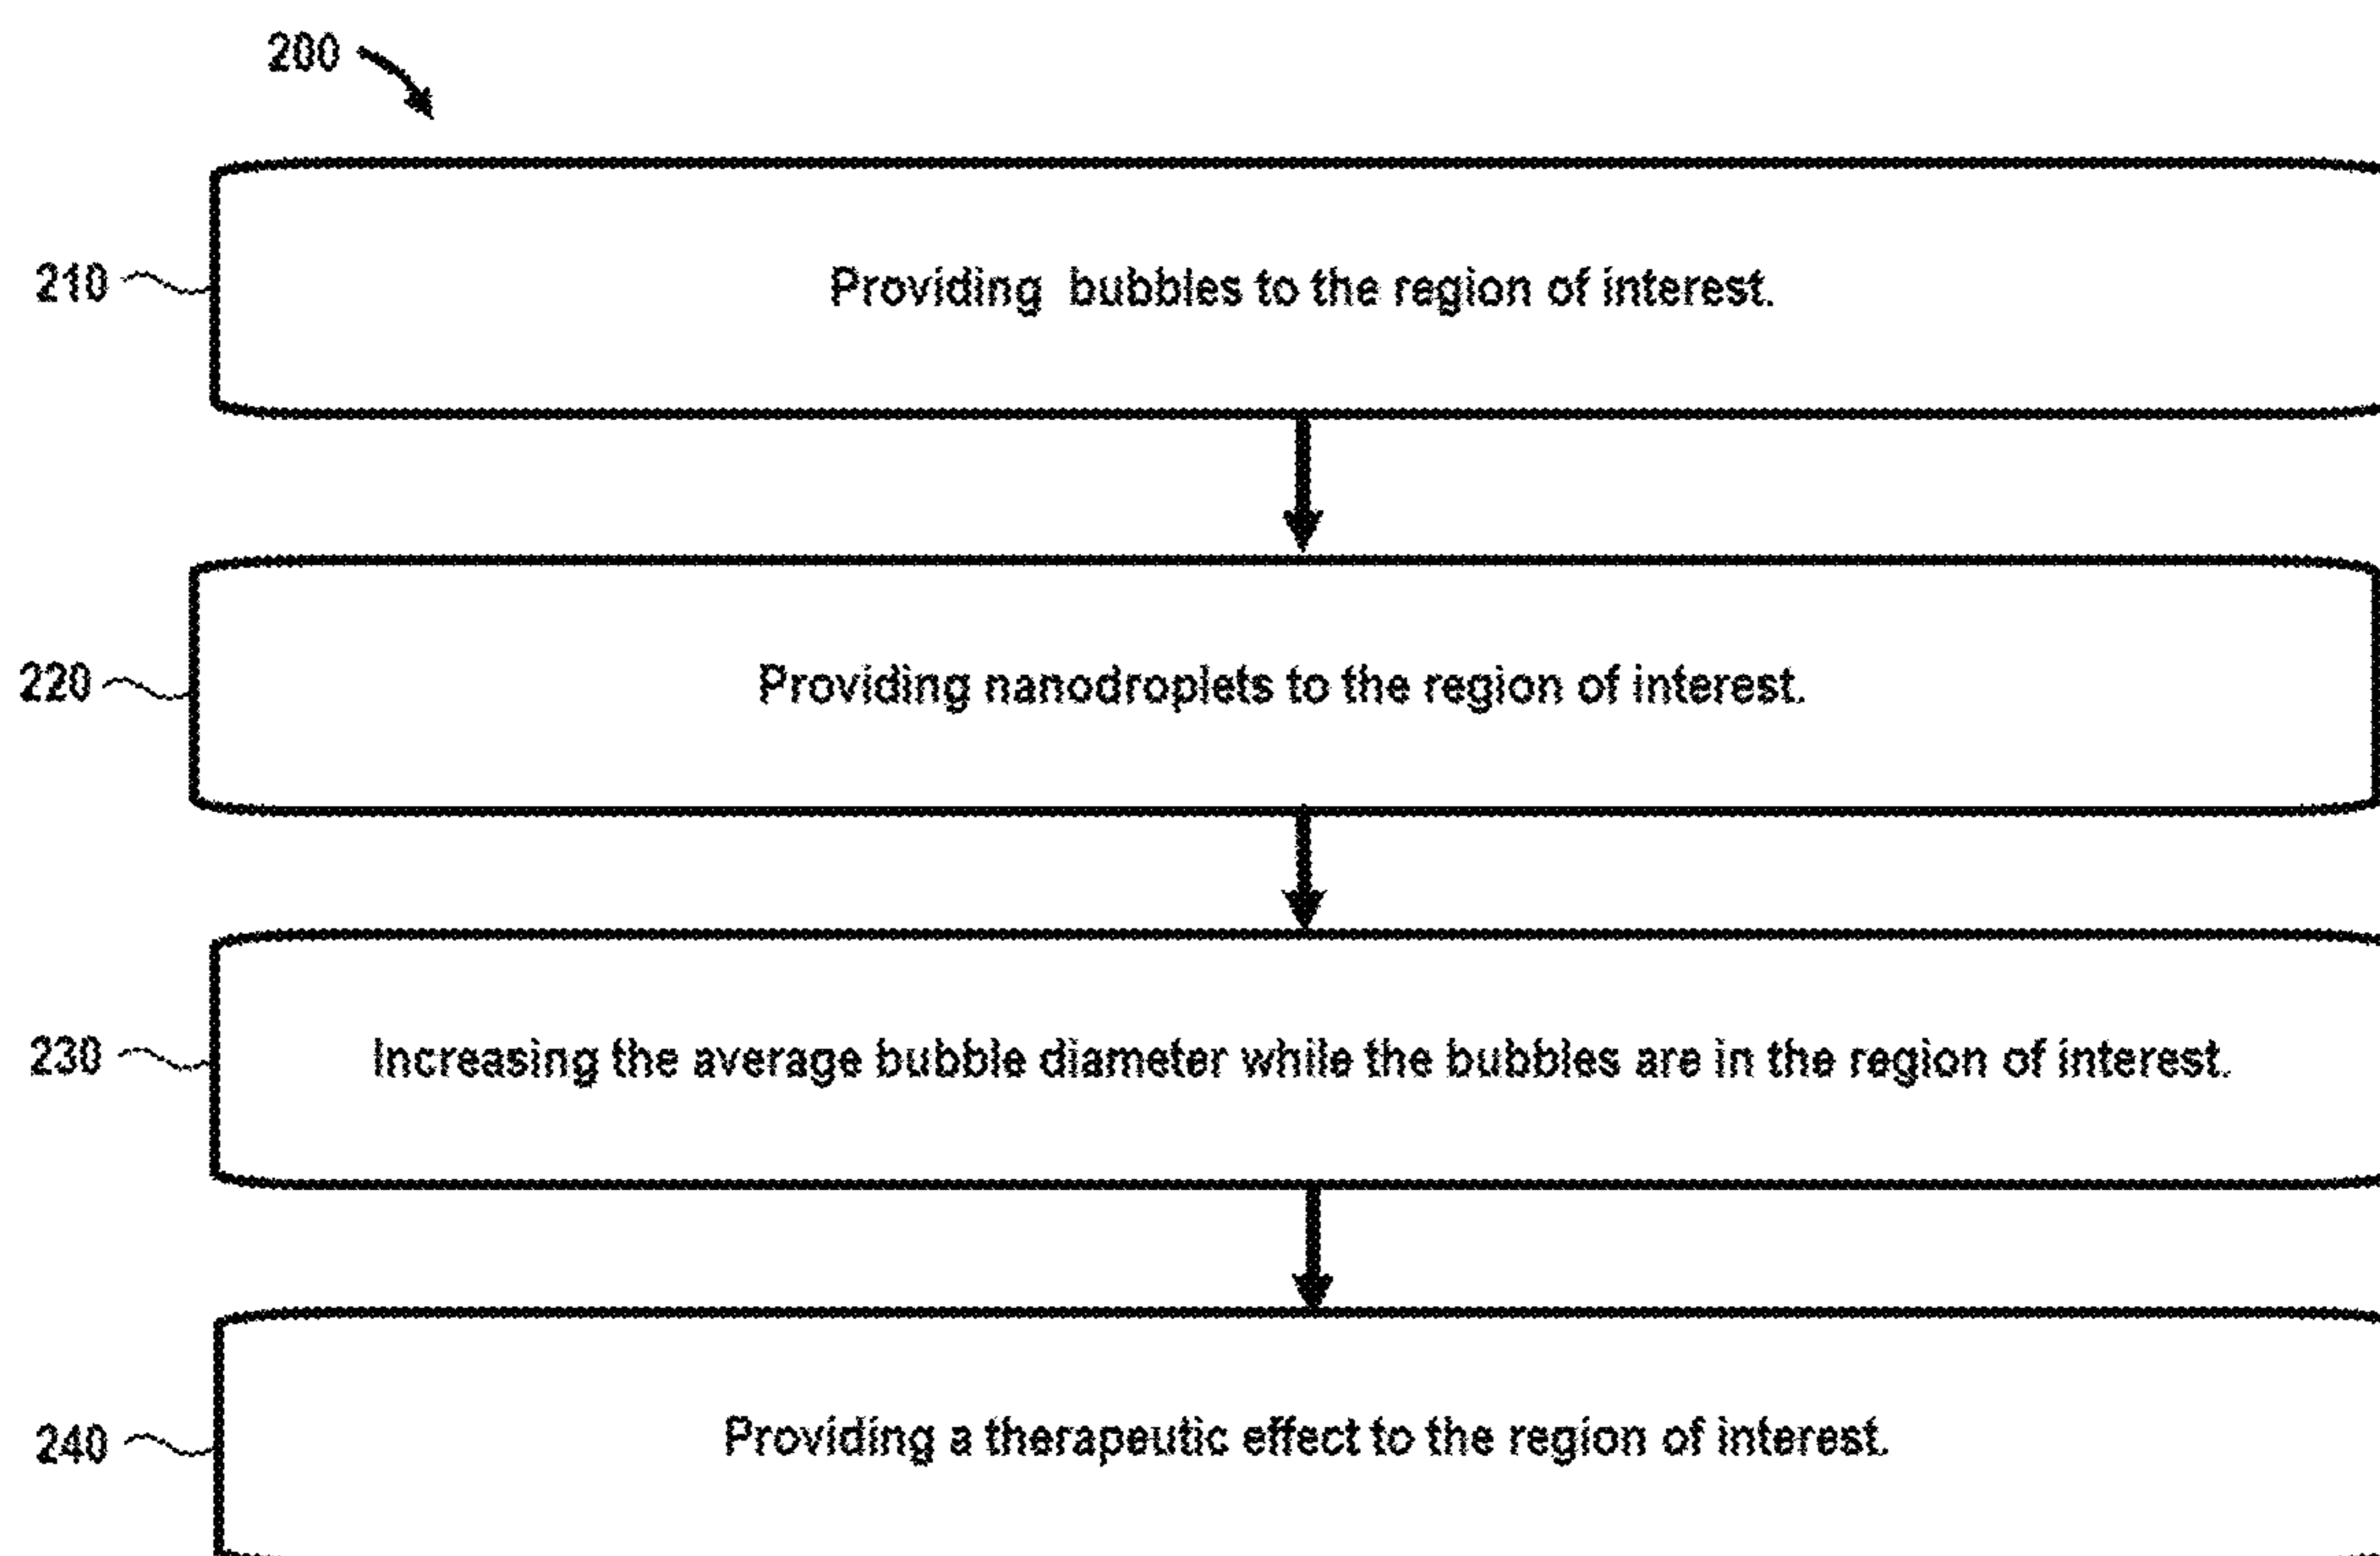 200
210 Providing bubbles to the region of interest.
220 Providing nanodroplets to the region of interest.
230 Increasing the average bubble diameter while the bubbles are in the region of interest.
240 Providing a therapeutic effect to the region of interest.